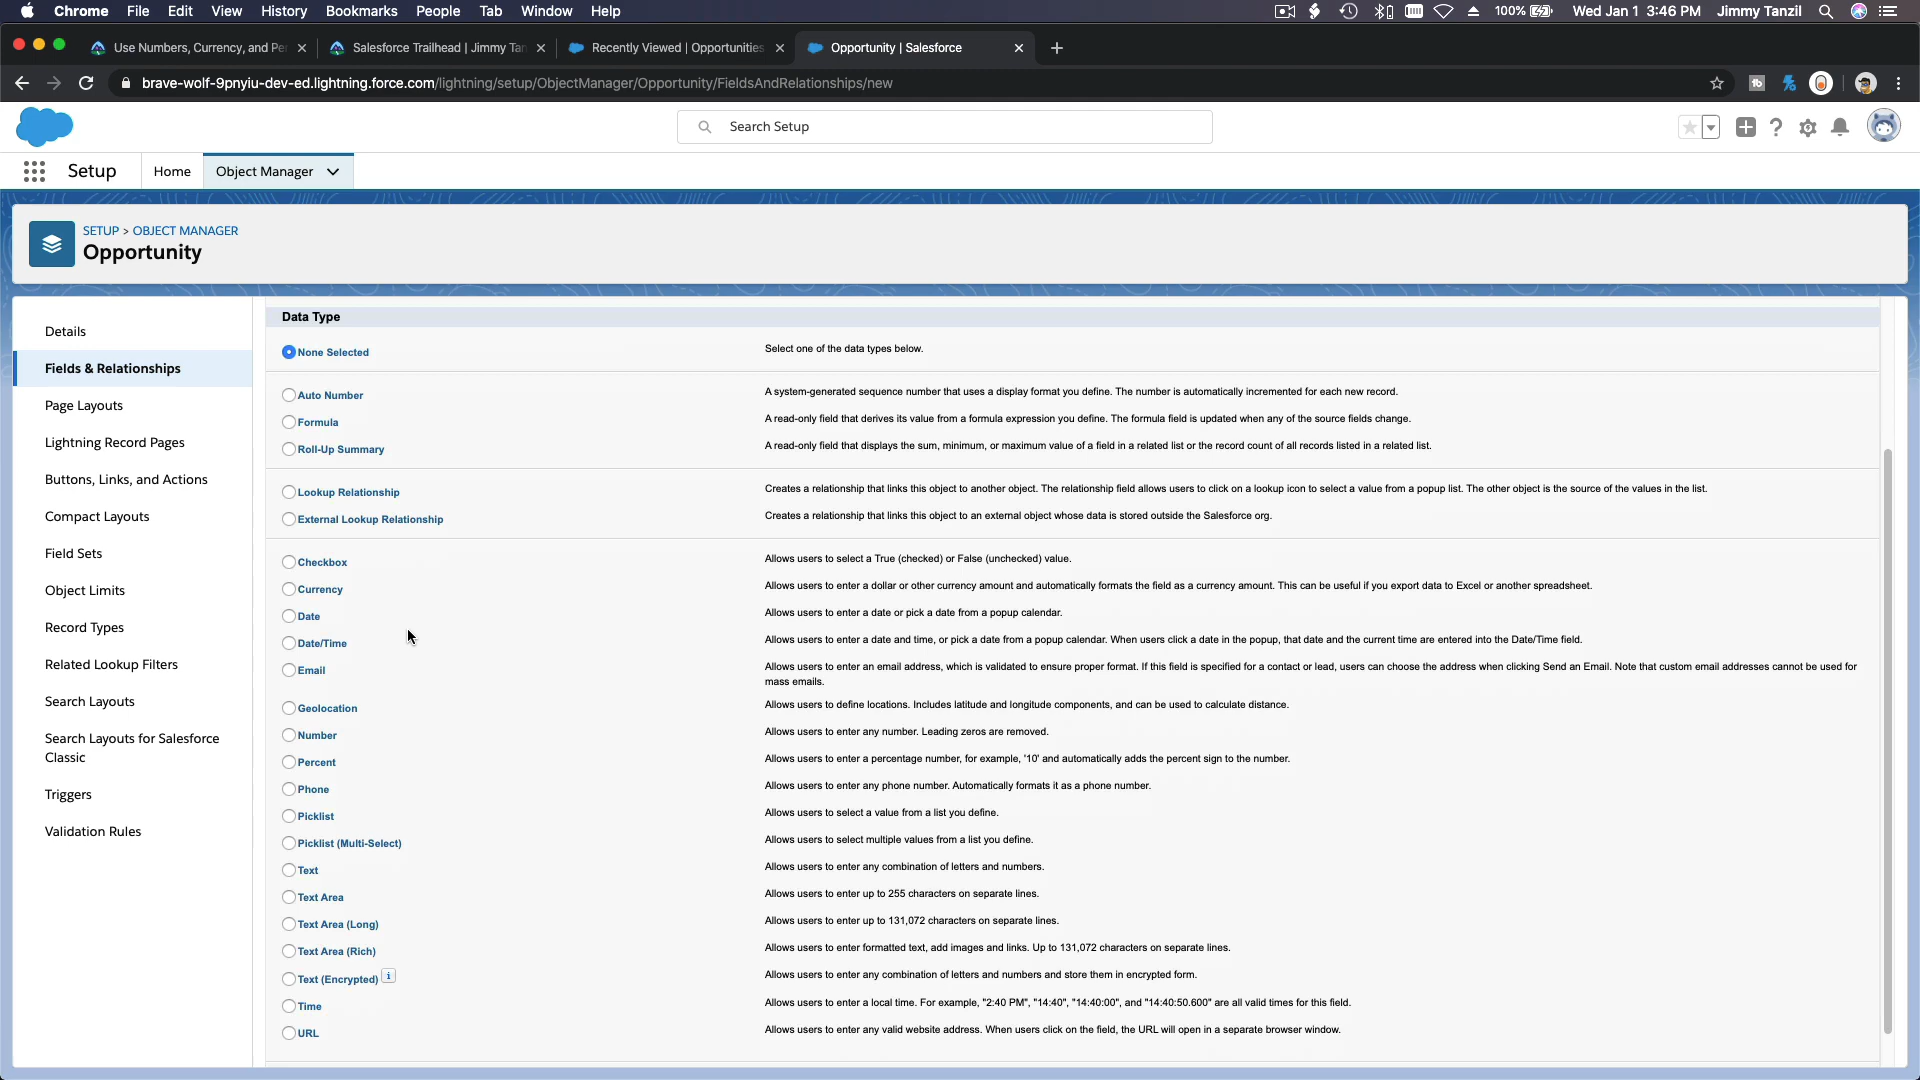 Chrome File Edit View History Bookmarks People Tab Window Help 100% Wed Jan 1 3:46 PM Jimmy Tanzil
Use Numbers, Currency, and Pe
Salesforce Trailhead | Jimmy Tan
Recently Viewed | Opportunities
Opportunity | Salesforce
brave-wolf-9pnyiu-dev-ed.lightning.force.com/lightning/setup/ObjectManager/Opportunity/FieldsAndRelationships/new
Search Setup
Setup Home Object Manager
SETUP > OBJECT MANAGER
Opportunity
Details
Fields & Relationships
Page Layouts
Lightning Record Pages
Buttons, Links, and Actions
Compact Layouts
Field Sets
Object Limits
Record Types
Related Lookup Filters
Search Layouts
Search Layouts for Salesforce
Classic
Triggers
Validation Rules
Data Type
None Selected Select one of the data types below.
Auto Number A system-generated sequence number that uses a display format you define. The number is automatically incremented for each new record.
Formula A read-only field that derives its value from a formula expression you define. The formula field is updated when any of the source fields change.
Roll-Up Summary A read-only field that displays the sum, minimum, or maximum value of a field in a related list or the record count of all records listed in a related list.
Lookup Relationship Creates a relationship that links this object to another object. The relationship field allows users to click on a lookup icon to select a value from a popup list. The other object is the source of the values in the list.
External Lookup Relationship Creates a relationship that links this object to an external object whose data is stored outside the Salesforce org.
Checkbox Allows users to select a True (checked) or False (unchecked) value.
Currency Allows users to enter a dollar or other currency amount and automatically formats the field as a currency amount. This can be useful if you export data to Excel or another spreadsheet.
Date Allows users to enter a date or pick a date from a popup calendar.
Date/Time Allows users to enter a date and time, or pick a date from a popup calendar. When users click a date in the popup, that date and the current time are entered into the Date/Time field.
Email Allows users to enter an email address, which is validated to ensure proper format. If this field is specified for a contact or lead, users can choose the address when clicking Send an Email. Note that custom email addresses cannot be used for
mass emails.
Geolocation Allows users to define locations. Includes latitude and longitude components, and can be used to calculate distance.
Number Allows users to enter any number. Leading zeros are removed.
Percent Allows users to enter a percentage number, for example, '10' and automatically adds the percent sign to the number.
Phone Allows users to enter any phone number. Automatically formats it as a phone number.
Picklist Allows users to select a value from a list you define.
Picklist (Multi-Select) Allows users to select multiple values from a list you define.
Text Allows users to enter any combination of letters and numbers.
Text Area Allows users to enter up to 255 characters on separate lines.
Text Area (Long) Allows users to enter up to 131,072 characters on separate lines.
Text Area (Rich) Allows users to enter formatted text, add images and links. Up to 131,072 characters on separate lines.
Text (Encrypted) i Allows users to enter any combination of letters and numbers and store them in encrypted form.
Time Allows users to enter a local time. For example, "2:40 PM", "14:40", "14:40:00", and "14:40:50.600" are all valid times for this field.
URL Allows users to enter any valid website address. When users click on the field, the URL will open in a separate browser window.